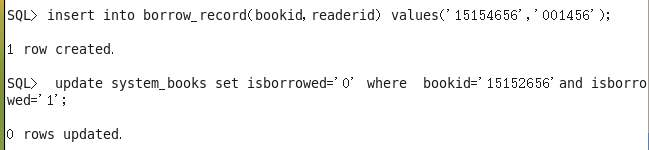 SQL> insert into borrow_record(bookid,readerid) values('15154656','001456');
1 row created.
SQL>  update system_books set isborrowed='0' where  bookid='15152656'and isborro
wed='1';
0 rows updated.